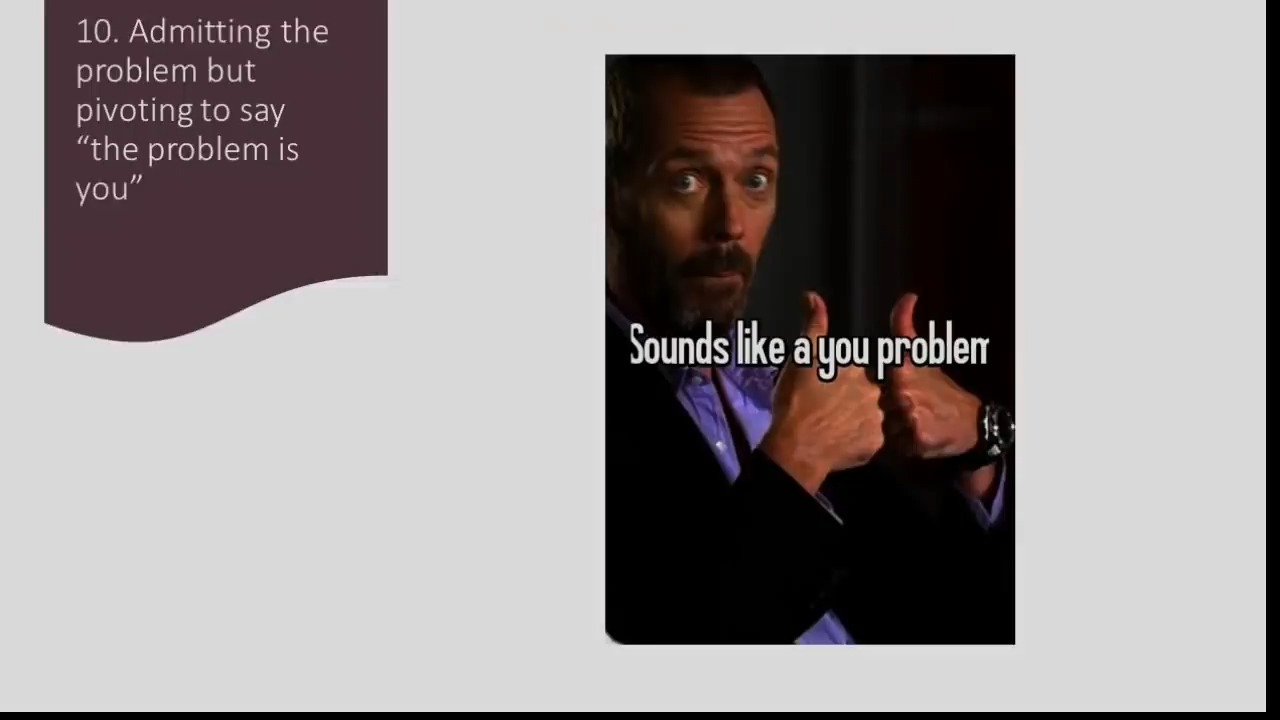 10. Admitting the
problem but
pivoting to say
“the problem is
you”
Sounds like a you problem